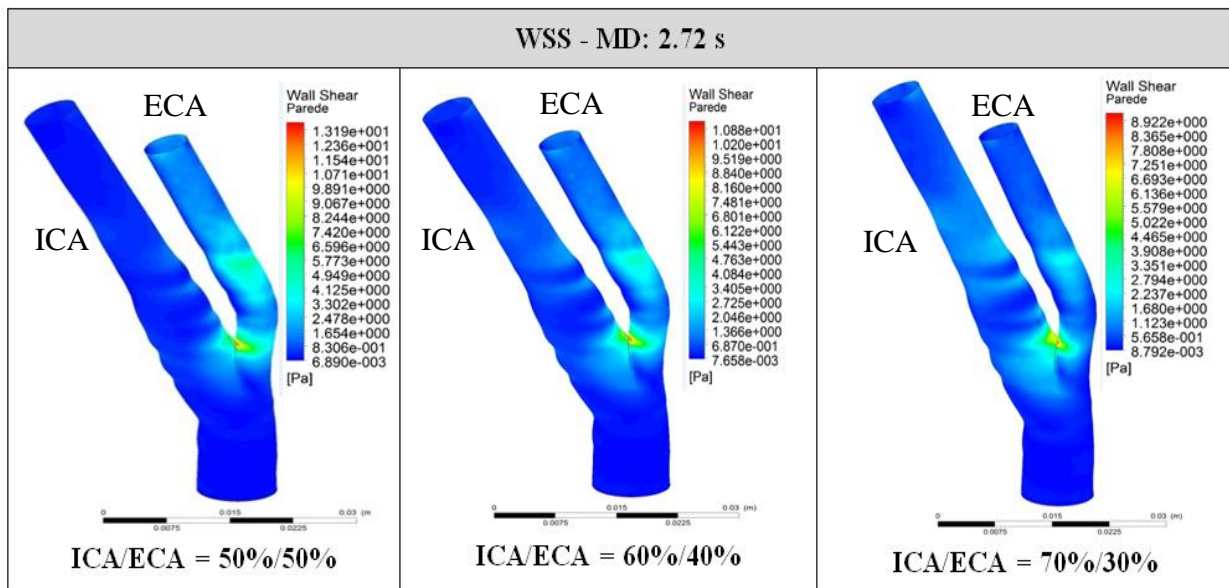 WSS - MD: 2.72 s
ECA
ICA
Wall Shear
Parede
1.319e+001
1.236e+001
1.154e+001
1.071e+001
9.891e+000
9.067e+000
8.244e+000
7.420e+000
6.596e+000
5.773e+000
4.949e+000
4.125e+000
3.302e+000
2.478e+000
1.654e+000
8.306e-001
6.890e-003
[Pa]
0
0.015
0.03 (m)
0.0075
0.0225
ICA/ECA = 50%/50%
ECA
ICA
Wall Shear
Parede
1.088e+001
1.020e+001
9.519e+000
8.840e+000
8.160e+000
7.481e+000
6.801e+000
6.122e+000
5.443e+000
4.763e+000
4.084e+000
3.405e+000
2.725e+000
2.046e+000
1.366e+000
6.870e-001
7.658e-003
[Pa]
0
0.015
0.03 (m)
0.0075
0.0225
ICA/ECA = 60%/40%
ECA
ICA
Wall Shear
Parede
8.922e+000
8.365e+000
7.808e+000
7.251e+000
6.693e+000
6.136e+000
5.579e+000
5.022e+000
4.465e+000
3.908e+000
3.351e+000
2.794e+000
2.237e+000
1.680e+000
1.123e+000
5.658e-001
8.792e-003
[Pa]
0
0.015
0.03 (m)
0.0075
0.0225
ICA/ECA = 70%/30%